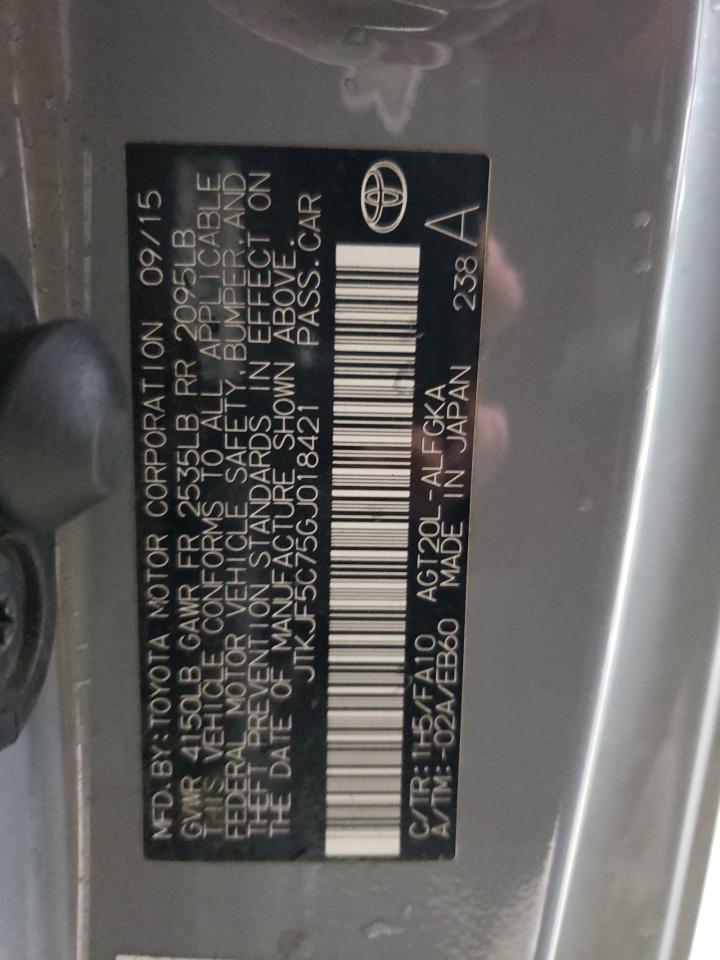 MFD.BY:TOYOTA MOTOR CORPORATION 09/15
GVWR 4150LB GAWR FR 2535LB RR 2095LB
THIS VEHICLE CONFORMS TO ALL APPLICABLE
FEDERAL MOTOR VEHICLE SAFETY,BUMPER,AND
THEFT PREVENTION STANDARDS IN EFFECT ON
THE DATE OF MANUFACTURE SHOWN ABOVE.
JTKJF5C75GJ018421 PASS.CAR
C/TR:1H5/FA10 AGT20L-ALFGKA
A/TM:-02A/EB60 MADE IN JAPAN 238A